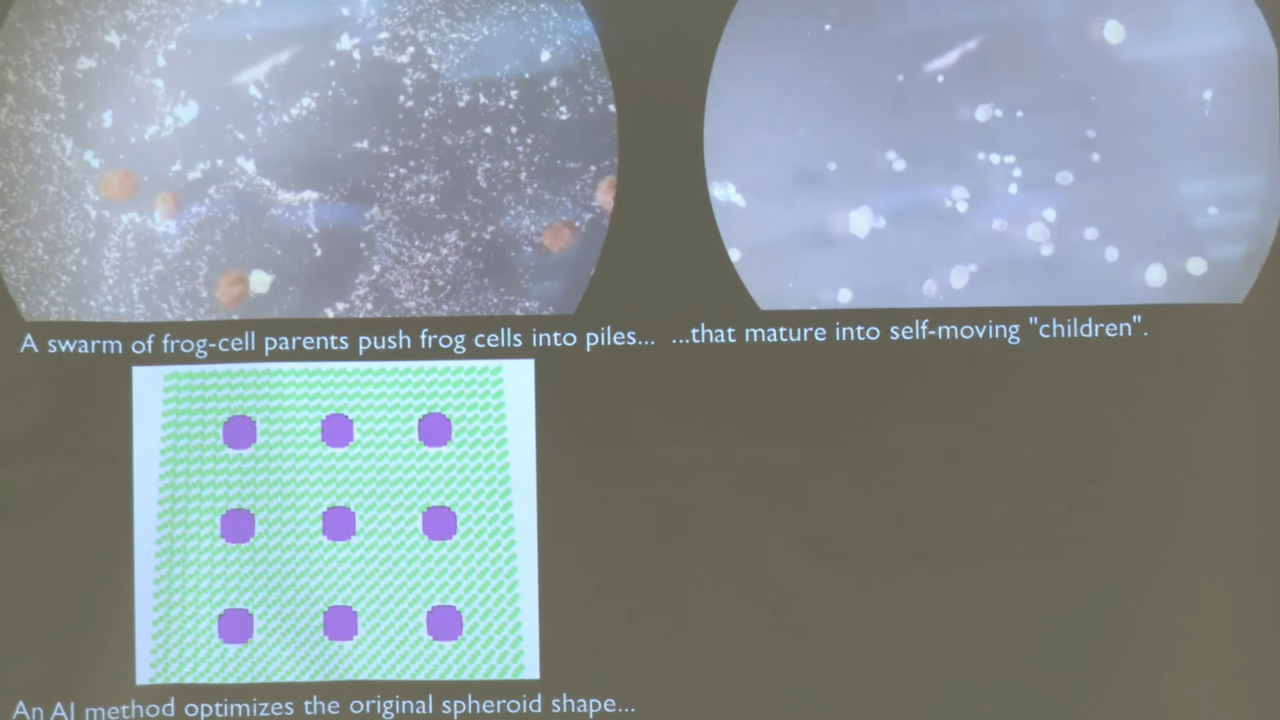 A swarm of frog-cell parents push frog cells into piles...
...that mature into self-moving "children".
An AI method optimizes the original spheroid shape...